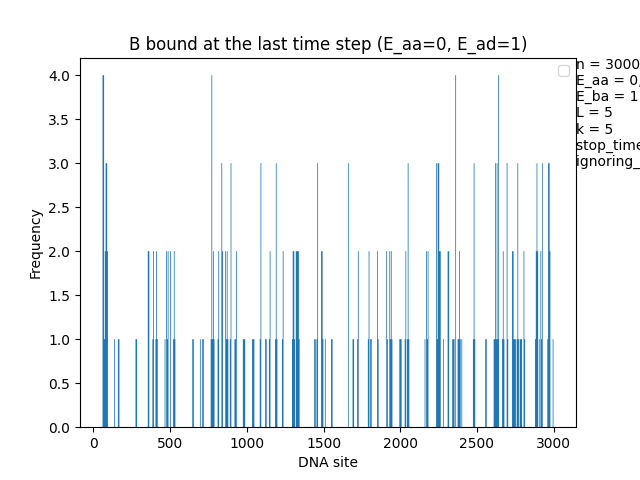 B bound at the last time step (E_aa=0, E_ad=1)
n = 3000
E_aa = 0,
E_ba = 1
L = 5
k = 5
stop_time
ignoring_
4.0
3.5
3.0
2.5
2.0
1.5
1.0
0.5
0.0
Frequency
0 500 1000 1500 2000 2500 3000
DNA site